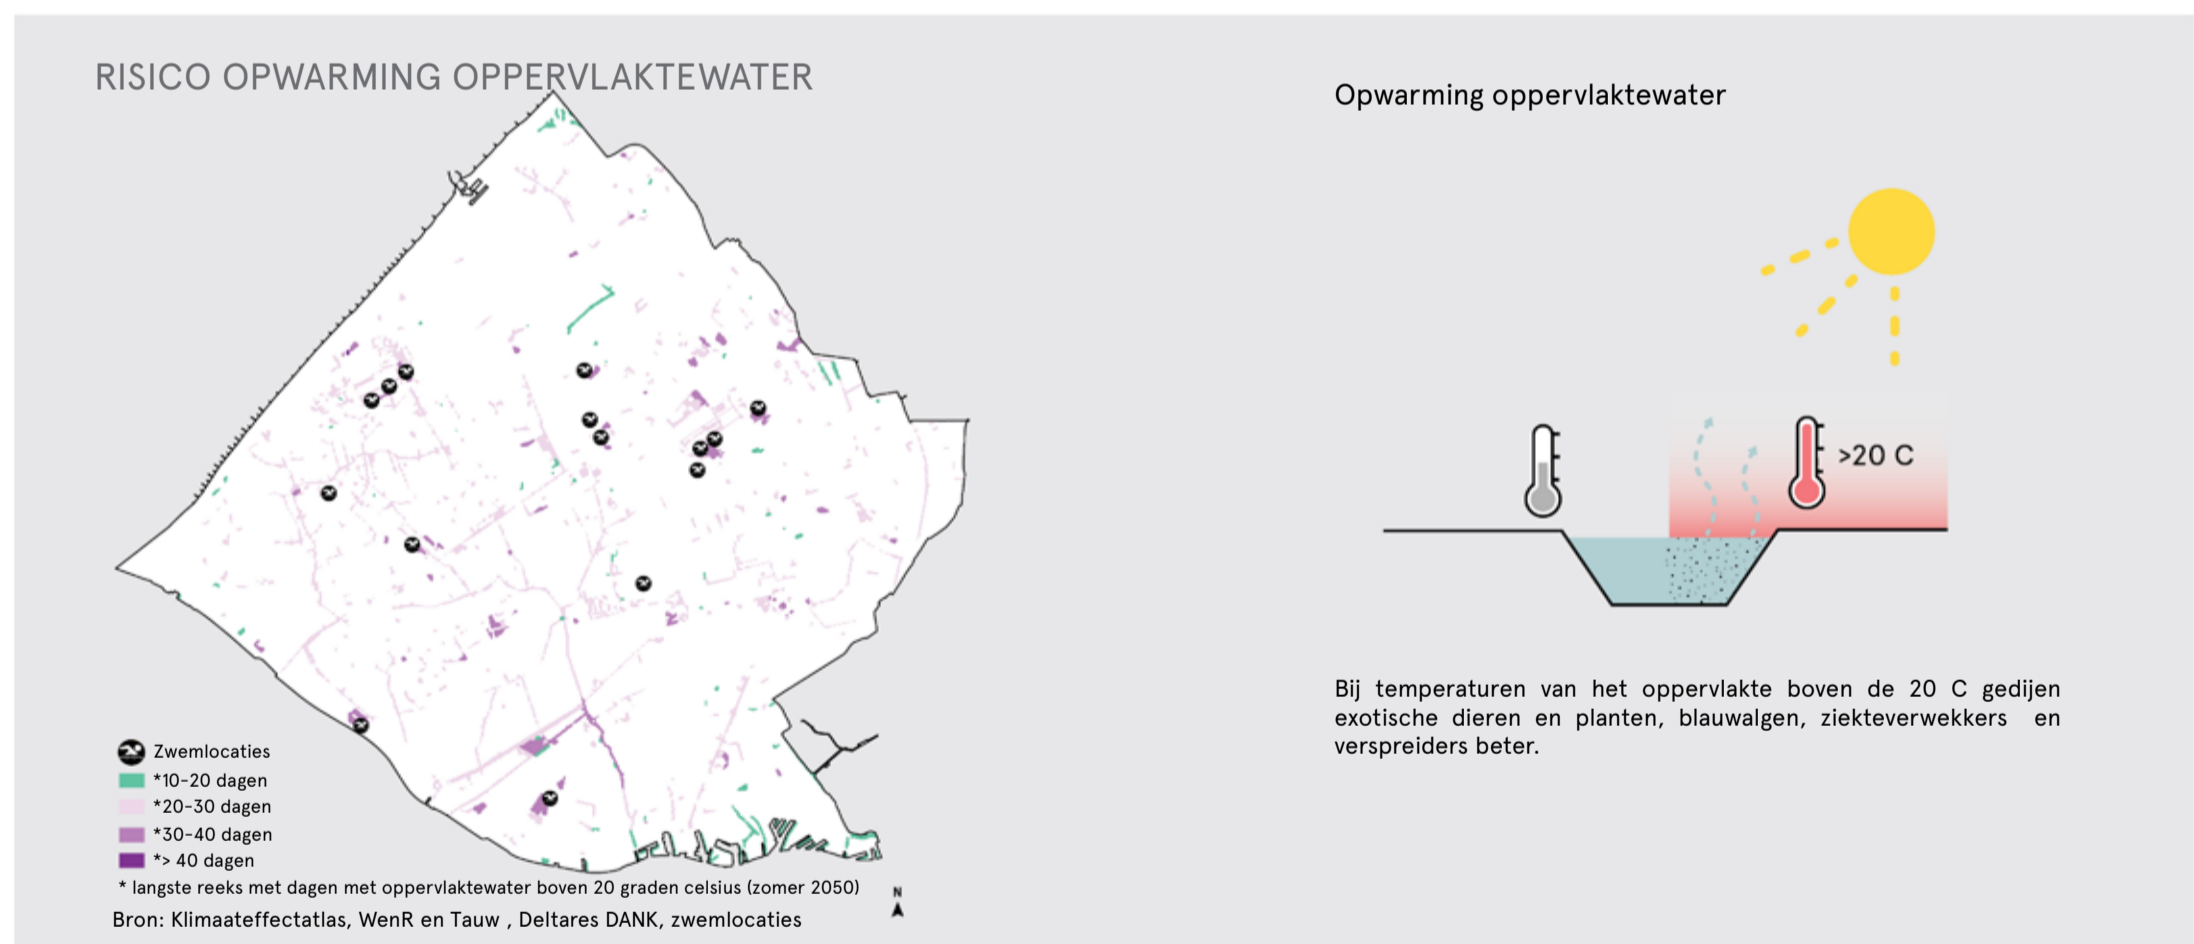 RISICO OPWARMING OPPERVLAKTEWATER
Zwemlocaties
*10-20 dagen
*20-30 dagen
*30-40 dagen
*> 40 dagen
* langste reeks met dagen met oppervlaktewater boven 20 graden celsius (zomer 2050)
N
Bron: Klimaateffectatlas, WenR en Tauw , Deltares DANK, zwemlocaties
Opwarming oppervlaktewater
>20 C
Bij temperaturen van het oppervlakte boven de 20 C gedijen
exotische dieren en planten, blauwalgen, ziekteverwekkers en
verspreiders beter.